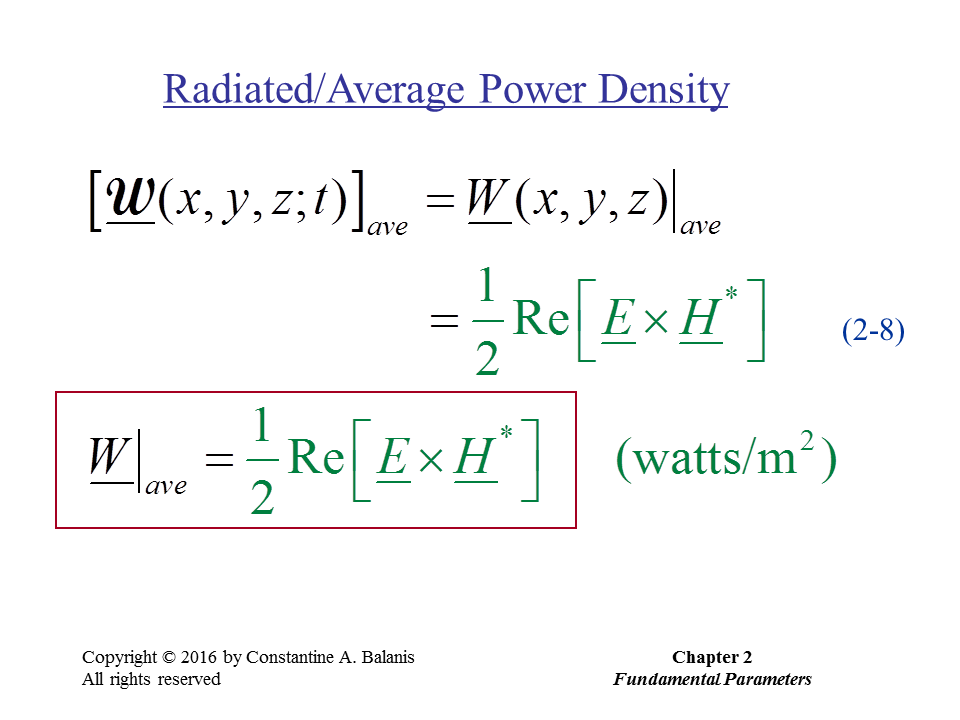 Radiated/Average Power Density
[𝓦(x, y, z; t)]ave = W(x, y, z)|ave
= 1/2 Re[E × H*] (2-8)
W|ave = 1/2 Re[E × H*] (watts/m²)
Copyright © 2016 by Constantine A. Balanis
All rights reserved
Chapter 2
Fundamental Parameters